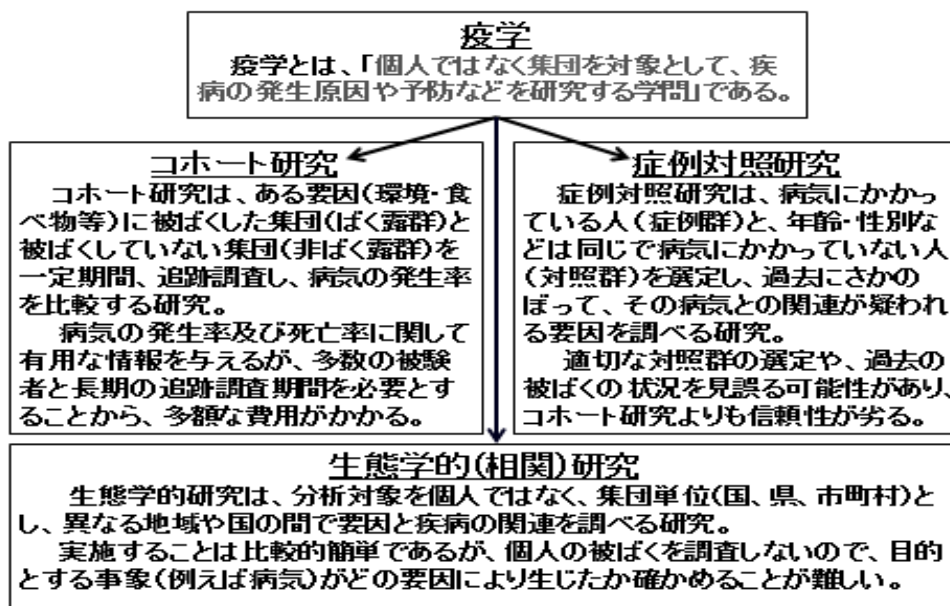 疫学
疫学とは、「個人ではなく集団を対象として、疾
病の発生原因や予防などを研究する学問」である。
コホート研究
コホート研究は、ある要因(環境・食
べ物等)に被ばくした集団(ばく露群)と
被ばくしていない集団(非ばく露群)を
一定期間、追跡調査し、病気の発生率
を比較する研究。
病気の発生率及び死亡率に関して
有用な情報を与えるが、多数の被験
者と長期の追跡調査期間を必要とす
ることから、多額な費用がかかる。
症例対照研究
症例対照研究は、病気にかかっ
ている人(症例群)と、年齢・性別な
どは同じで病気にかかっていない人
(対照群)を選定し、過去にさかの
ぼって、その病気との関連が疑われ
る要因を調べる研究。
適切な対照群の選定や、過去の
被ばくの状況を見誤る可能性があり、
コホート研究よりも信頼性が劣る。
生態学的(相関)研究
生態学的研究は、分析対象を個人ではなく、集団単位(国、県、市町村)と
し、異なる地域や国の間で要因と疾病の関連を調べる研究。
実施することは比較的簡単であるが、個人の被ばくを調査しないので、目的
とする事象(例えば病気)がどの要因により生じたか確かめることが難しい。